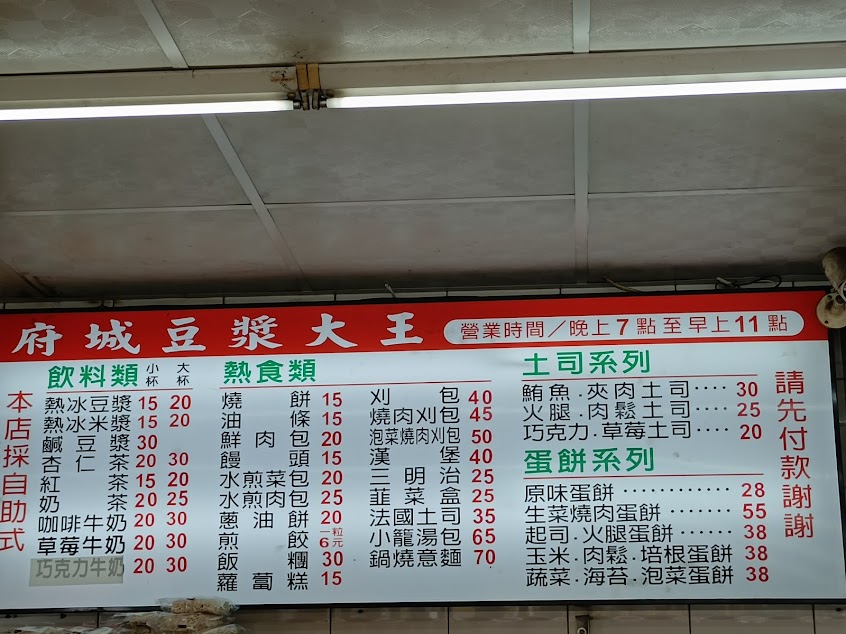 府城豆漿大王 營業時間／晚上7點至早上11點
本店採自助式
飲料類 小杯 大杯
熱冰豆漿 15 20
熱冰米漿 15 20
鹹豆漿 30
杏仁茶 20 30
紅茶 15 20
奶茶 20 25
咖啡牛奶 20 30
草莓牛奶 20 30
巧克力牛奶 20 30
熱食類
燒餅 15
油條 15
鮮肉包 20
饅頭 15
水煎菜包 20
水煎肉包 25
蔥油餅 20
煎餃 一粒6元
飯糰 30
蘿蔔糕 15
刈包 40
燒肉刈包 45
泡菜燒肉刈包 50
漢堡 40
三明治 25
韮菜盒 25
法國土司 35
小籠湯包 65
鍋燒意麵 70
土司系列
鮪魚.夾肉土司···· 30
火腿.肉鬆土司···· 25
巧克力.草莓土司···· 20
蛋餅系列
原味蛋餅············ 28
生菜燒肉蛋餅······· 55
起司.火腿蛋餅······· 38
玉米.肉鬆.培根蛋餅 38
蔬菜.海苔.泡菜蛋餅 38
請先付款謝謝